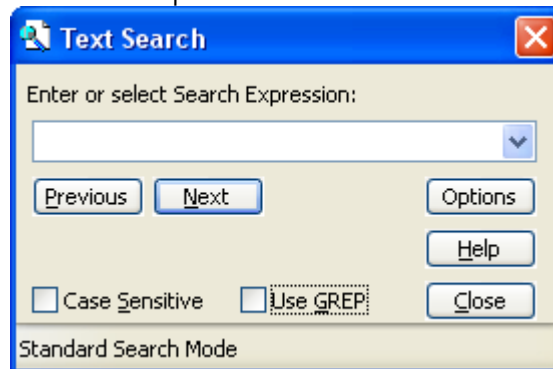 Text Search
Enter or select Search Expression:
Previous Next Options
Help
Case Sensitive Use GREP Close
Standard Search Mode